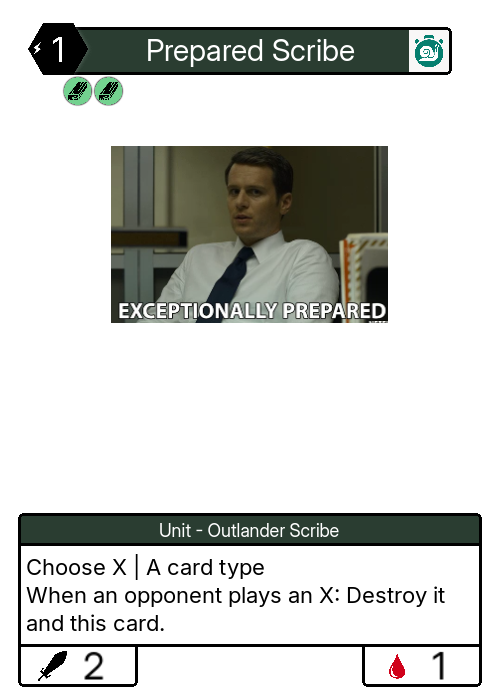 1
Prepared Scribe
EXCEPTIONALLY PREPARED
Unit - Outlander Scribe
Choose X | A card type
When an opponent plays an X: Destroy it
and this card.
2
1